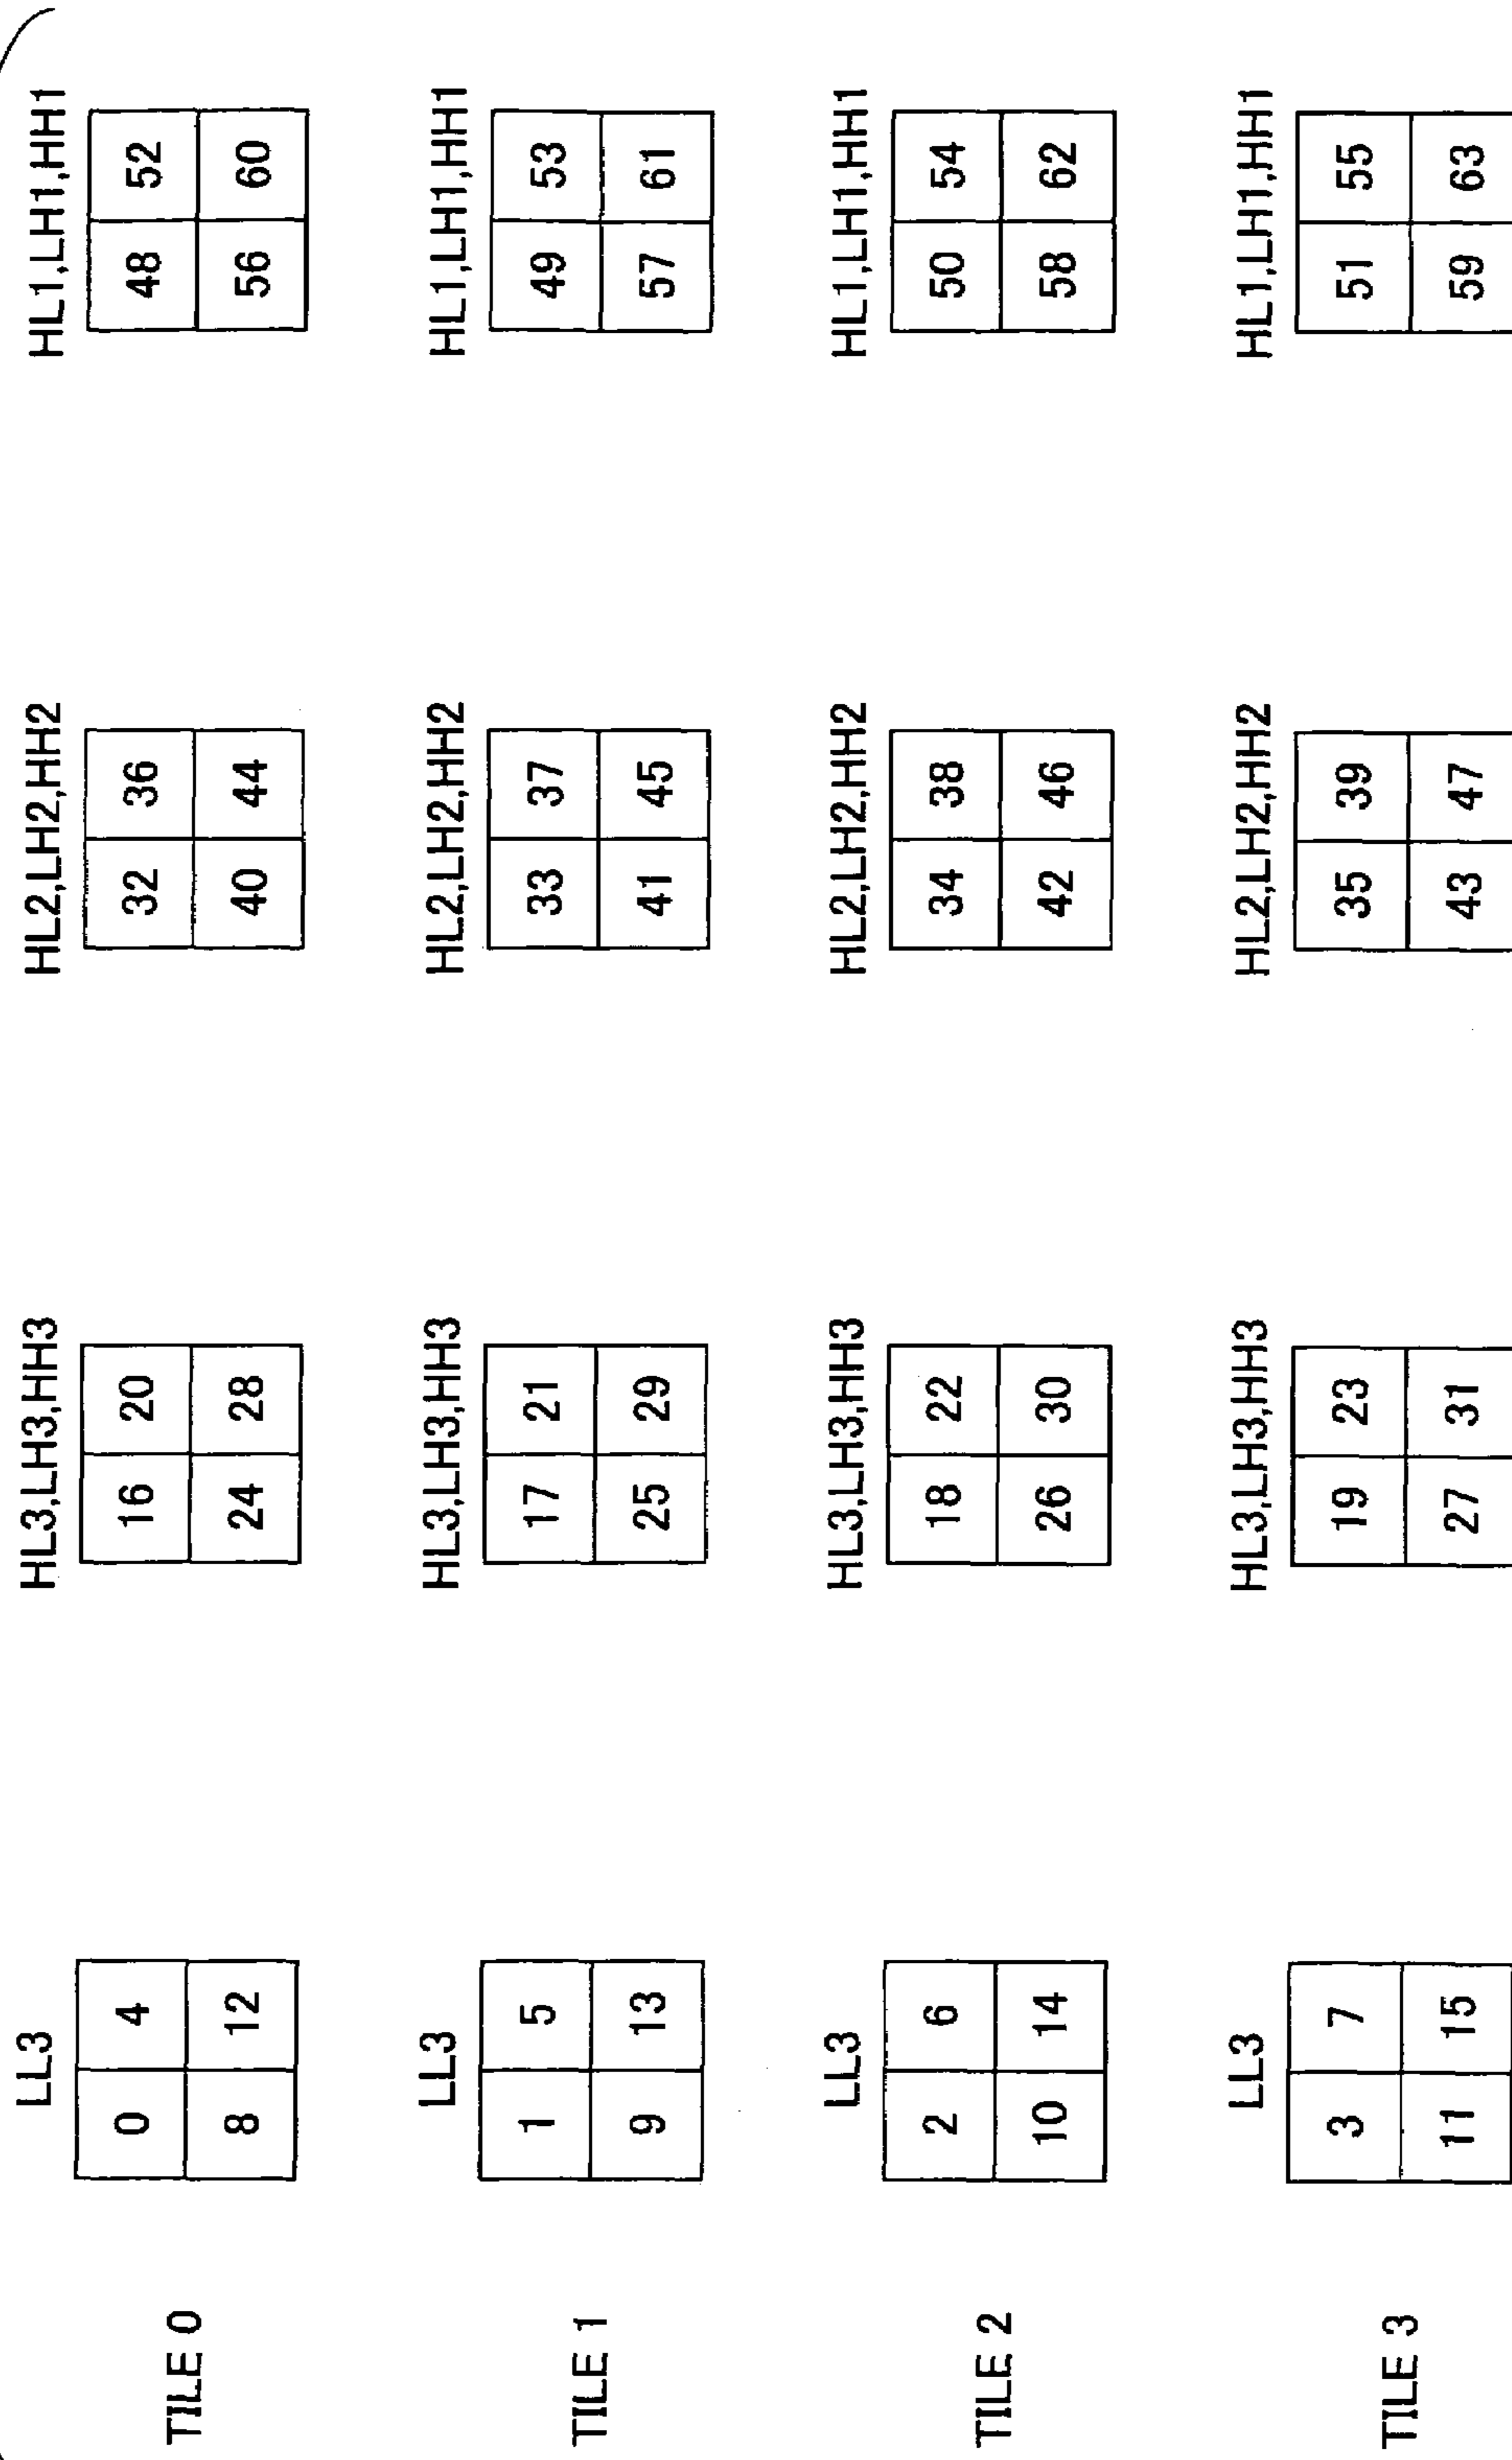 LL3 HL3,LH3,HH3 HL2,LH2,HH2 HL1,LH1,HH1
0 4 16 20 32 36 48 52
TILE 0
8 12 24 28 40 44 56 60
LL3 HL3,LH3,HH3 HL2,LH2,HH2 HL1,LH1,HH1
1 5 17 21 33 37 49 53
TILE 1
9 13 25 29 41 45 57 61
LL3 HL3,LH3,HH3 HL2,LH2,HH2 HL1,LH1,HH1
2 6 18 22 34 38 50 54
TILE 2
10 14 26 30 42 46 58 62
LL3 HL3,LH3,HH3 HL2,LH2,HH2 HL1,LH1,HH1
3 7 19 23 35 39 51 55
TILE 3
11 15 27 31 43 47 59 63